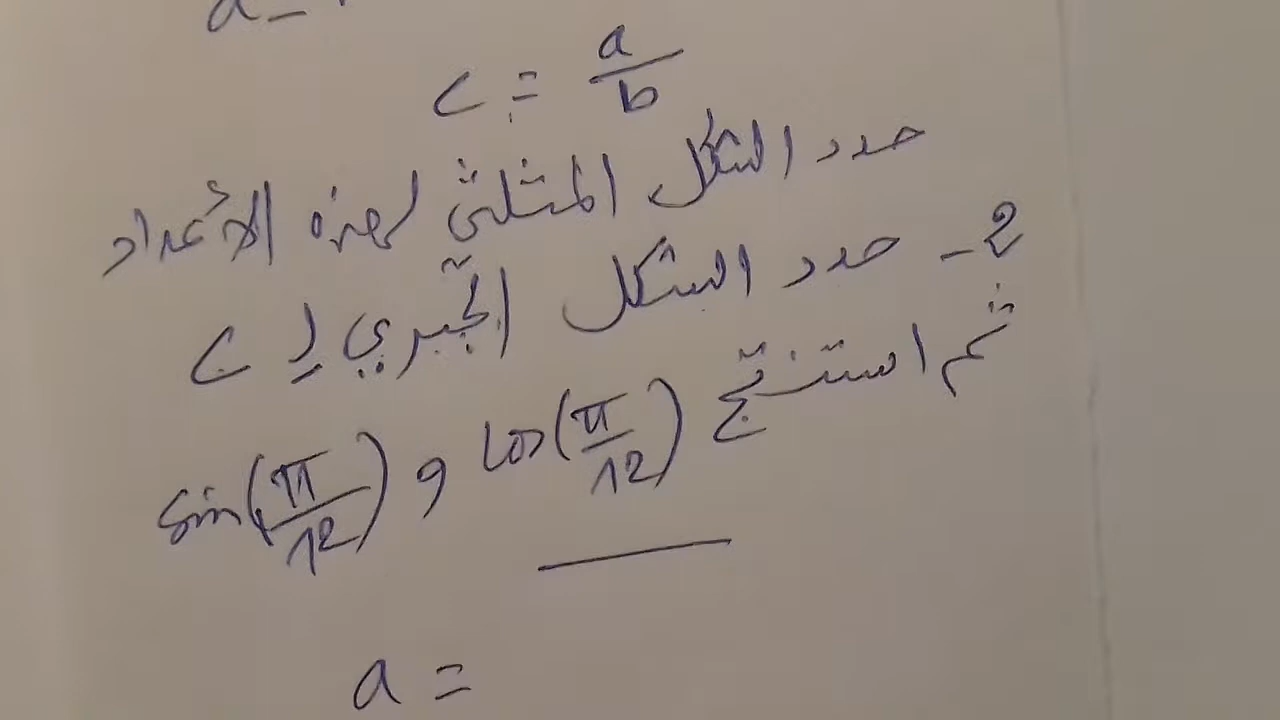 a =
c = a/b
حدد الشكل المثلثي لهذه الأعداد
2- حدد الشكل الجبري لـ c
ثم استنتج cos(π/12) و sin(π/12)
a =